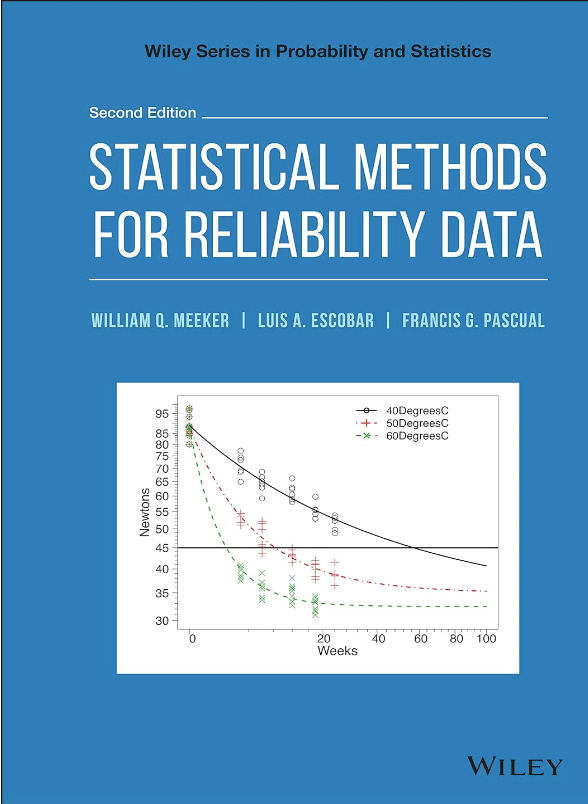 Wiley Series in Probability and Statistics
Second Edition
STATISTICAL METHODS
FOR RELIABILITY DATA
WILLIAM Q. MEEKER | LUIS A. ESCOBAR | FRANCIS G. PASCUAL
40DegreesC
50DegreesC
60DegreesC
Newtons
95
85
80
75
70
65
60
55
50
45
40
35
30
0 20 40 60 80 100
Weeks
WILEY